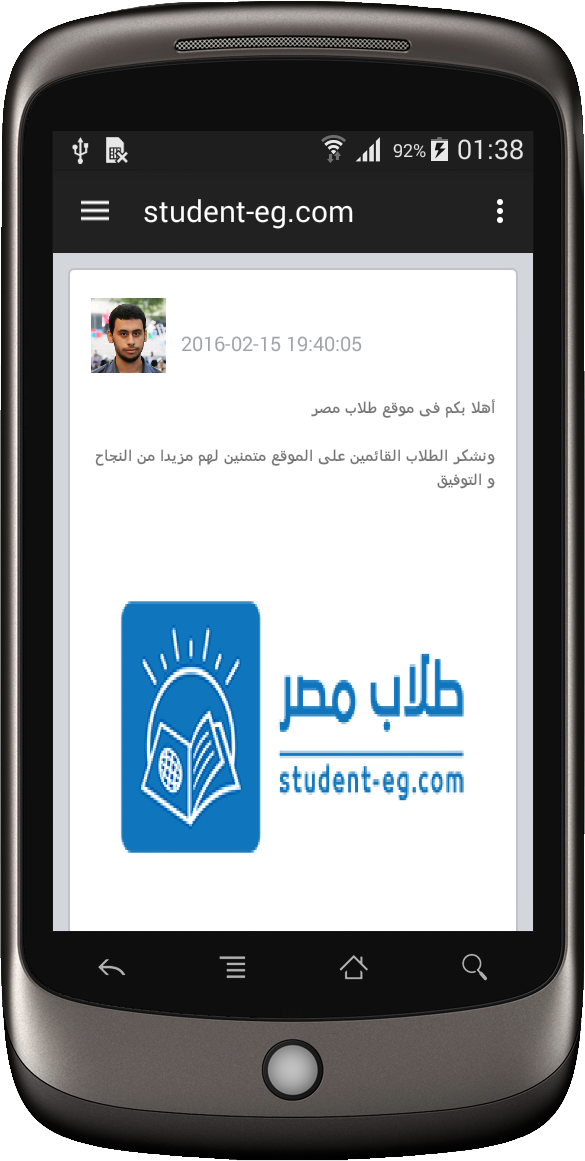 92% 01:38
student-eg.com
2016-02-15 19:40:05
أهلا بكم فى موقع طلاب مصر
ونشكر الطلاب القائمين على الموقع متمنين لهم مزيدا من النجاح
و التوفيق
طلاب مصر
student-eg.com